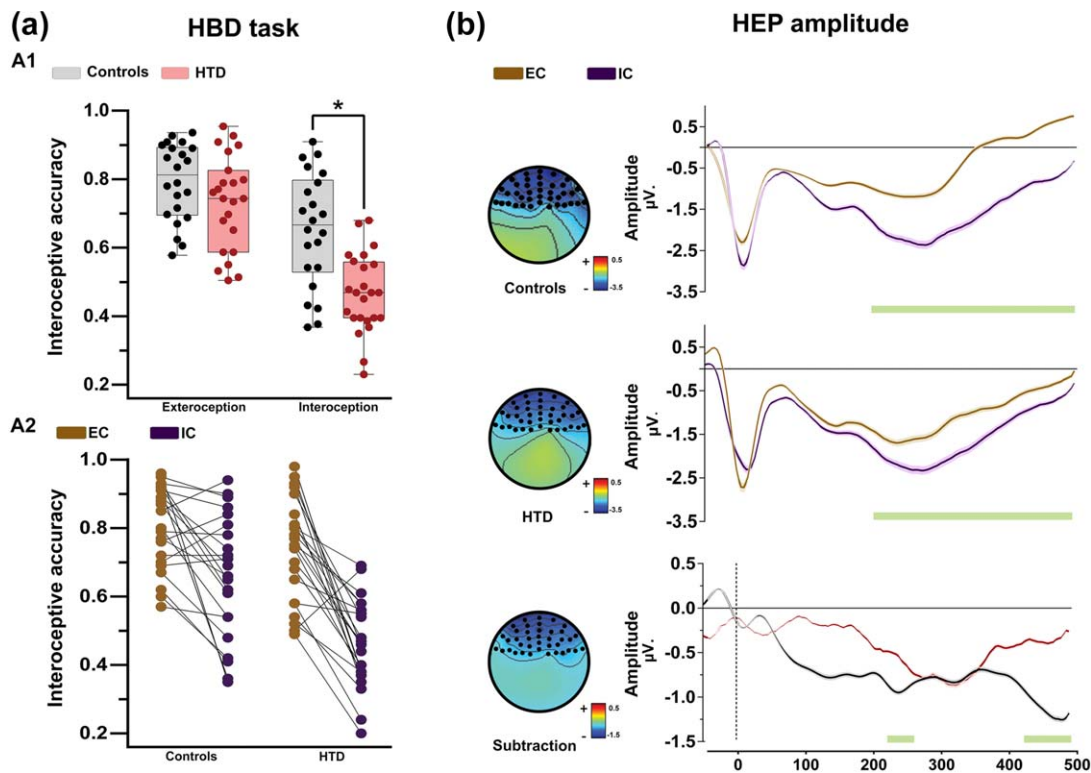 (a)
HBD task
A1
Controls HTD
*
Interoceptive accuracy
1.0
0.8
0.6
0.4
0.2
Exteroception Interoception
A2
EC IC
Interoceptive accuracy
1.0
0.8
0.6
0.4
0.2
Controls HTD
(b)
HEP amplitude
EC IC
+ 0.5
- -3.5
Controls
Amplitude
µV.
0.5
-0.5
-1.5
-2.5
-3.5
+ 0.5
- -3.5
HTD
Amplitude
µV.
0.5
-0.5
-1.5
-2.5
-3.5
+ 0.5
- -1.5
Subtraction
Amplitude
µV.
0.5
0.0
-0.5
-1.0
-1.5
0 100 200 300 400 500